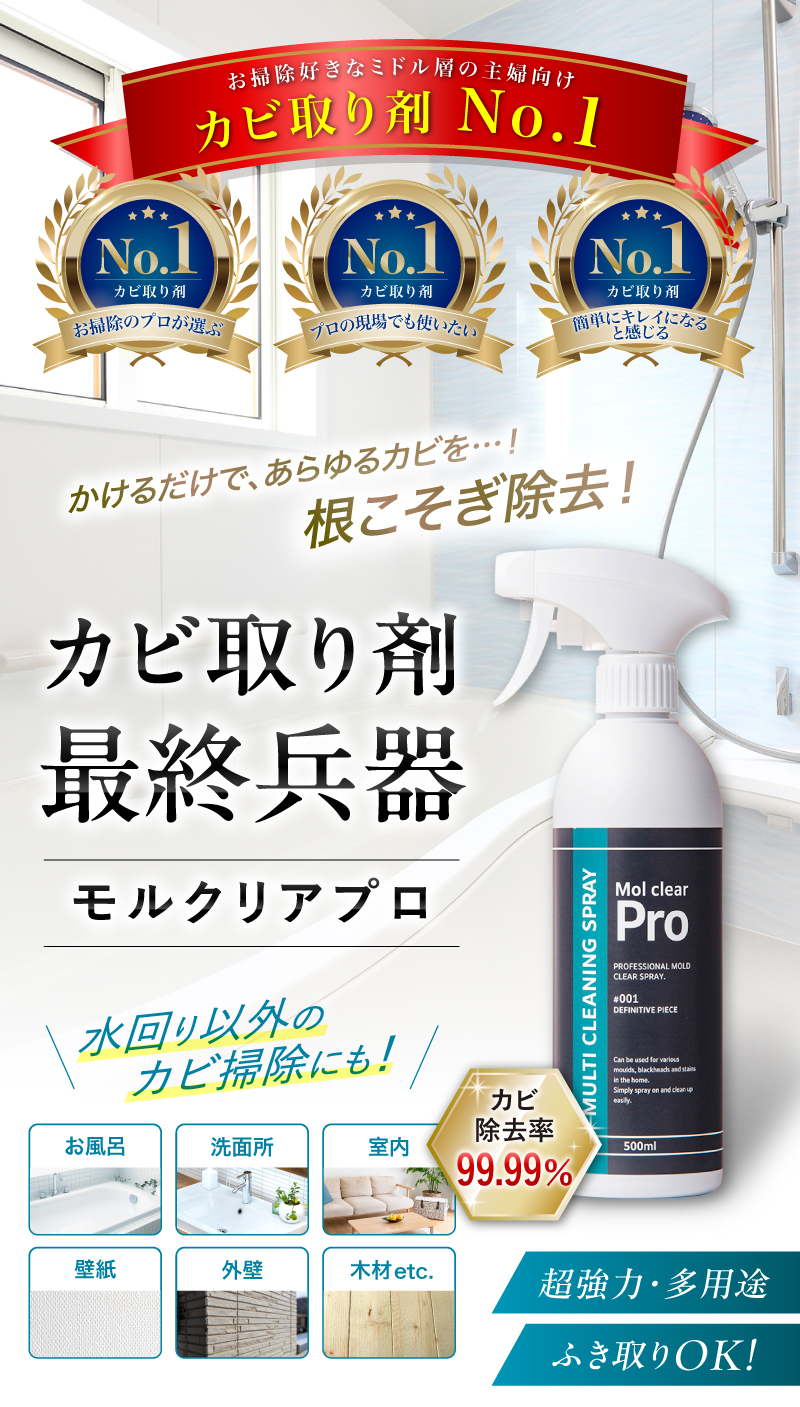 お掃除好きなミドル層の主婦向け
カビ取り剤 No.1
No.1
カビ取り剤
お掃除のプロが選ぶ
No.1
カビ取り剤
プロの現場でも使いたい
No.1
カビ取り剤
簡単にキレイになる
と感じる
かけるだけで、あらゆるカビを…！
根こそぎ除去！
カビ取り剤
最終兵器
モルクリアプロ
MULTI CLEANING SPRAY
Mol clear
Pro
PROFESSIONAL MOLD
CLEAR SPRAY.
#001
DEFINITIVE PIECE
Can be used for various
moulds, blackheads and stains
in the home.
Simply spray on and clean up
easily.
500ml
水回り以外の
カビ掃除にも！
カビ
除去率
99.99%
お風呂
洗面所
室内
壁紙
外壁
木材etc.
超強力・多用途
ふき取りOK！